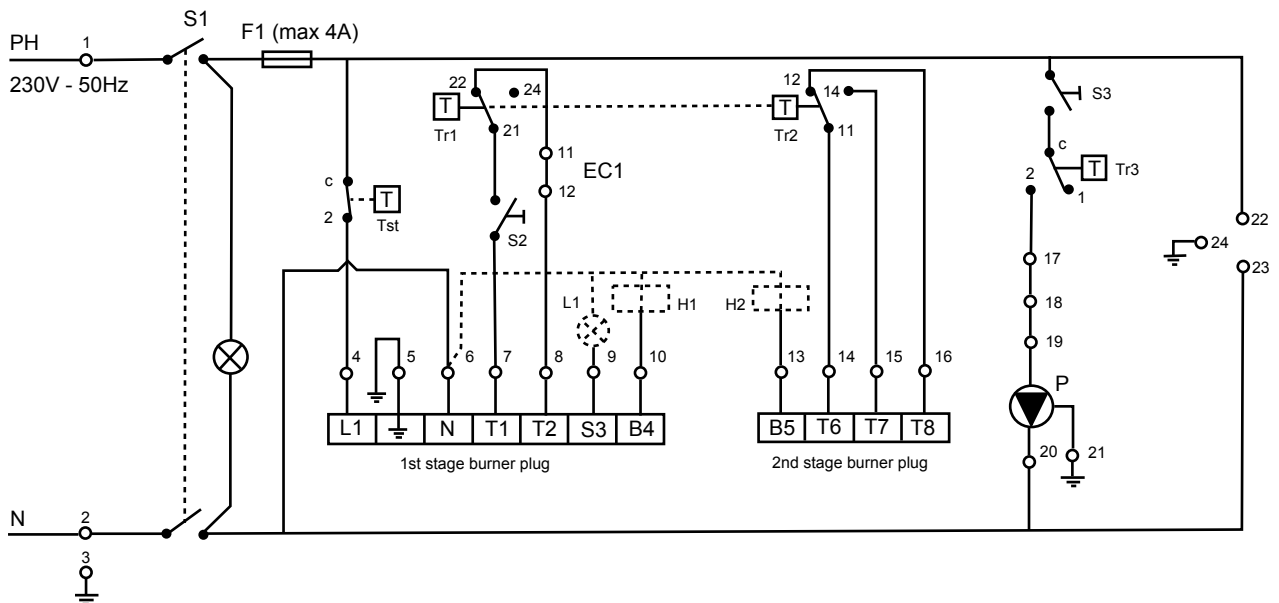 S1
F1 (max 4A)
PH 1
230V - 50Hz
22 24
T
Tr1
21
12 14
T
Tr2
11
S3
c
T Tr3
2 1
11
EC1
12
c
T
2
Tst
S2
22
24
23
17
18
19
L1
H1
H2
4 5 6 7 8 9 10
13 14 15 16
P
L1 N T1 T2 S3 B4
B5 T6 T7 T8
1st stage burner plug
2nd stage burner plug
20 21
N 2
3